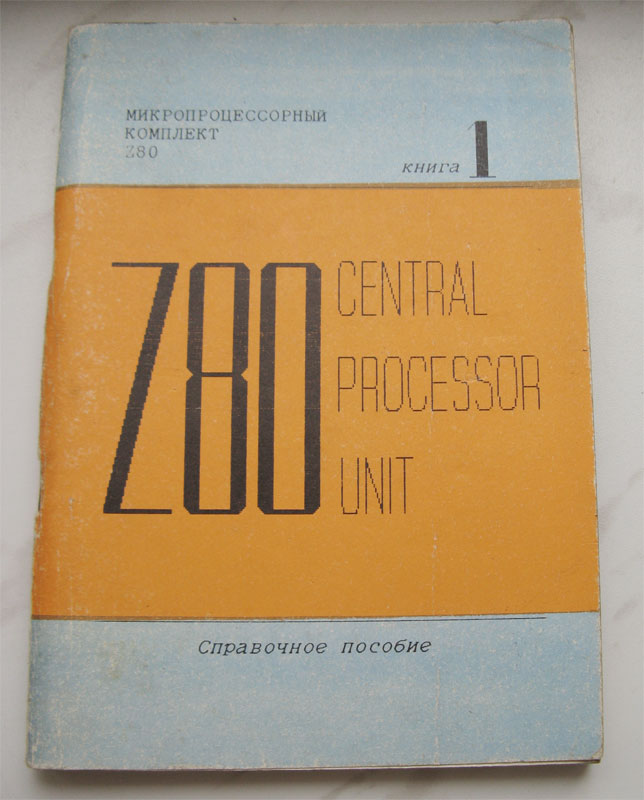 МИКРОПРОЦЕССОРНЫЙ
КОМПЛЕКТ
Z80
книга 1
Z80
CENTRAL
PROCESSOR
UNIT
Справочное пособие